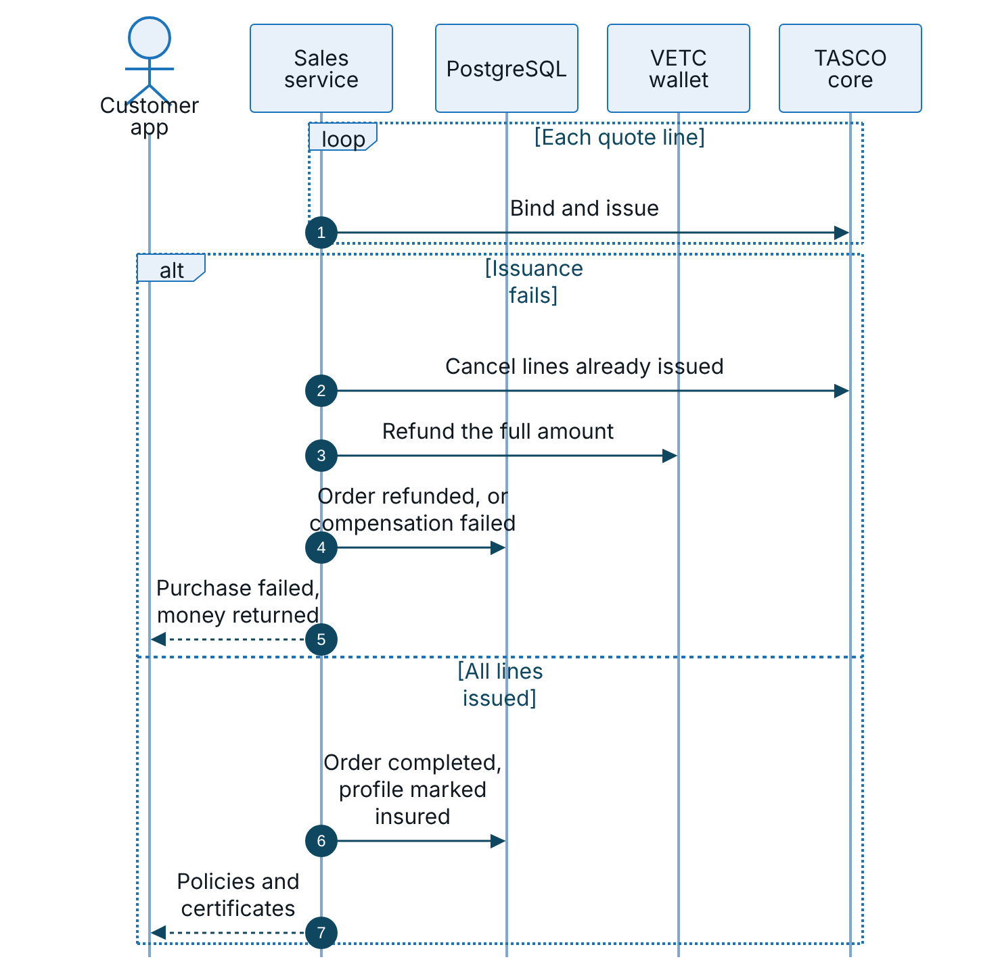 Customer
app
Sales
service
PostgreSQL
VETC
wallet
TASCO
core
loop
[Each quote line]
Bind and issue
1
alt
[Issuance
fails]
Cancel lines already issued
2
Refund the full amount
3
Order refunded, or
compensation failed
4
Purchase failed,
money returned
5
[All lines
issued]
Order completed,
profile marked
insured
6
Policies and
certificates
7